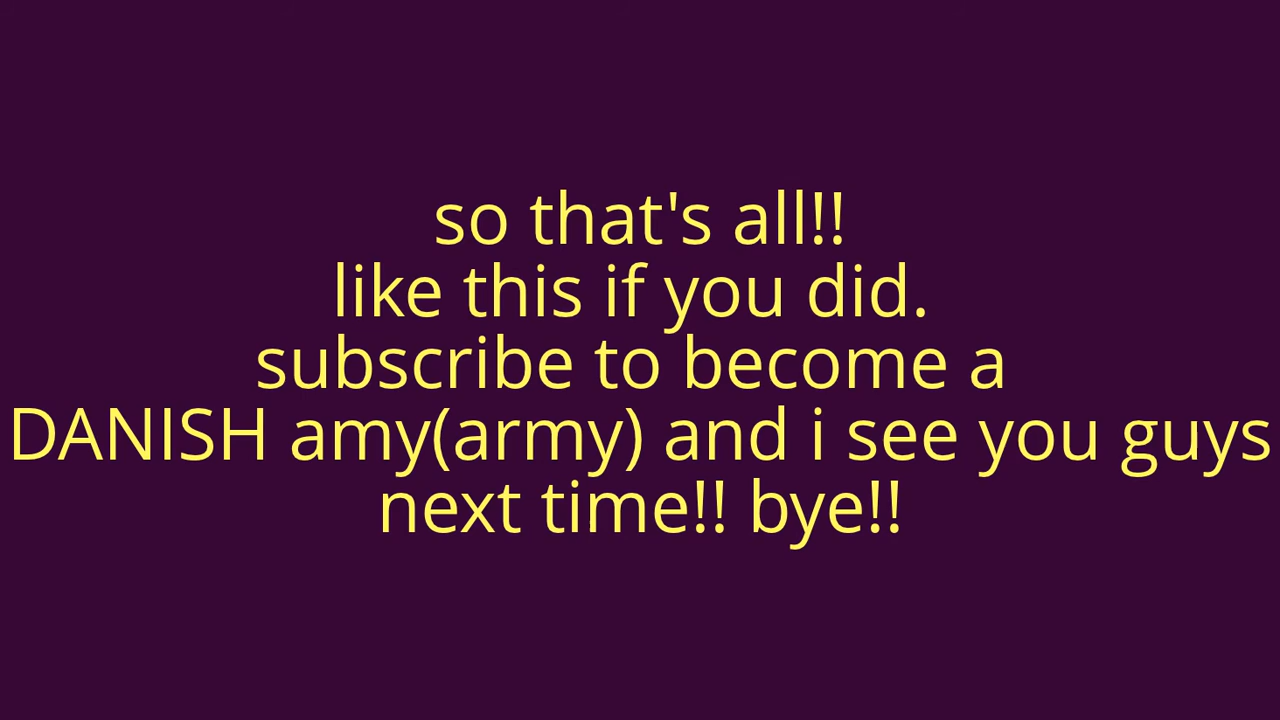 so that's all!!
like this if you did.
subscribe to become a
DANISH amy(army) and i see you guys
next time!! bye!!